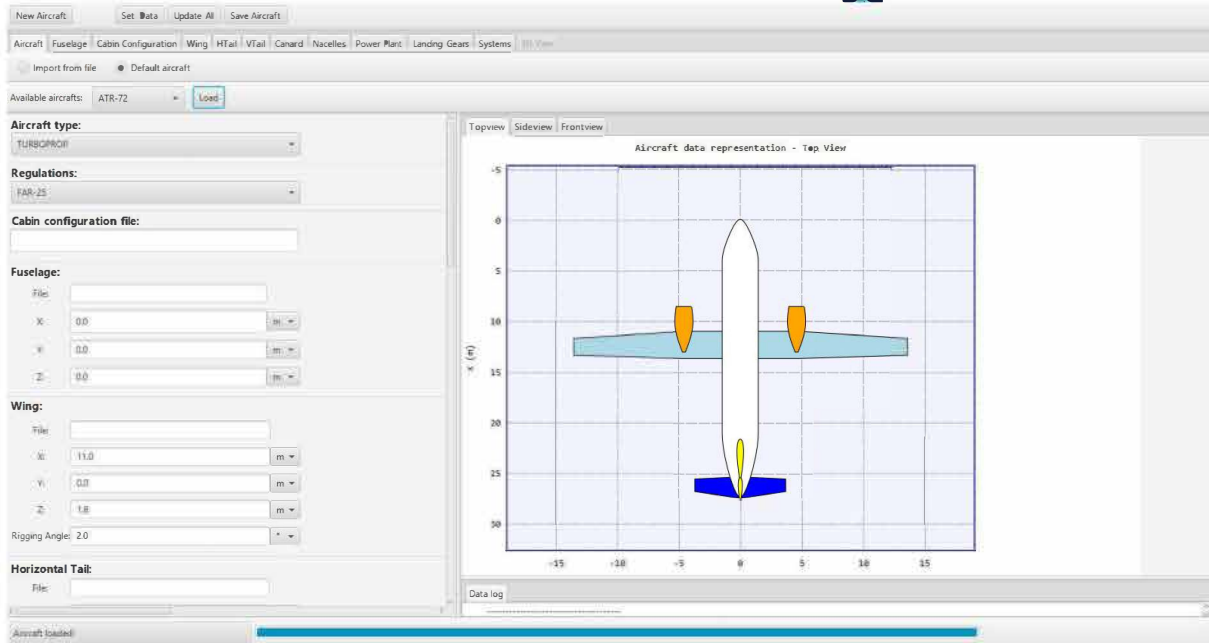 New Aircraft Set Data Update All Save Aircraft
Aircraft Fuselage Cabin Configuration Wing HTail VTail Canard Nacelles Power Plant Landing Gears Systems 3D View
Import from file Default aircraft
Available aircrafts: ATR-72 Load
Aircraft type:
TURBOPROP
Regulations:
FAR-25
Cabin configuration file:
Fuselage:
File:
X: 0.0 m
Y: 0.0 m
Z: 0.0 m
Wing:
File:
X: 11.0 m
Y: 0.0 m
Z: 1.8 m
Rigging Angle: 2.0 °
Horizontal Tail:
File:
Aircraft loaded!
Topview Sideview Frontview
Aircraft data representation - Top View
-5
0
5
10
x (m)
15
20
25
30
-15 -10 -5 0 5 10 15
Data log